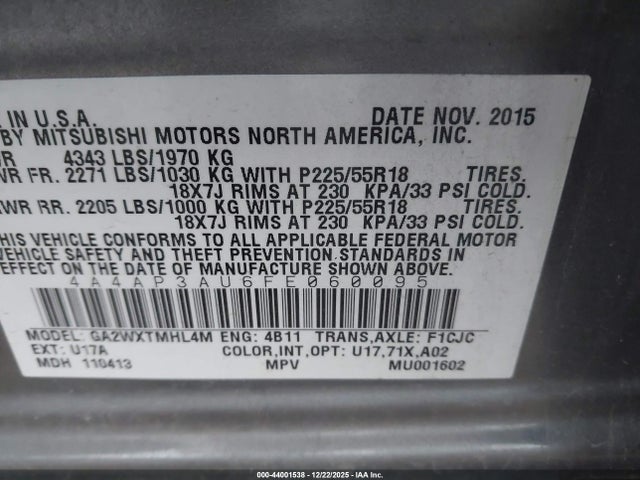 IN U.S.A. DATE NOV. 2015
BY MITSUBISHI MOTORS NORTH AMERICA, INC.
4343 LBS/1970 KG
WR FR. 2271 LBS/1030 KG WITH P225/55R18 TIRES.
18X7J RIMS AT 230 KPA/33 PSI COLD.
WR RR. 2205 LBS/1000 KG WITH P225/55R18 TIRES.
18X7J RIMS AT 230 KPA/33 PSI COLD.
THIS VEHICLE CONFORMS TO ALL APPLICABLE FEDERAL MOTOR
VEHICLE SAFETY AND THEFT PREVENTION STANDARDS IN
EFFECT ON THE DATE OF MANUFACTURE SHOWN ABOVE.
4A4AP3AU6FE060095
MODEL: GA2WXTMHL4M ENG: 4B11 TRANS,AXLE: F1CJC
EXT: U17A COLOR,INT,OPT: U17,71X,A02
MDH 110413 MPV MU001602
000-44001538 - 12/22/2025 - IAA Inc.